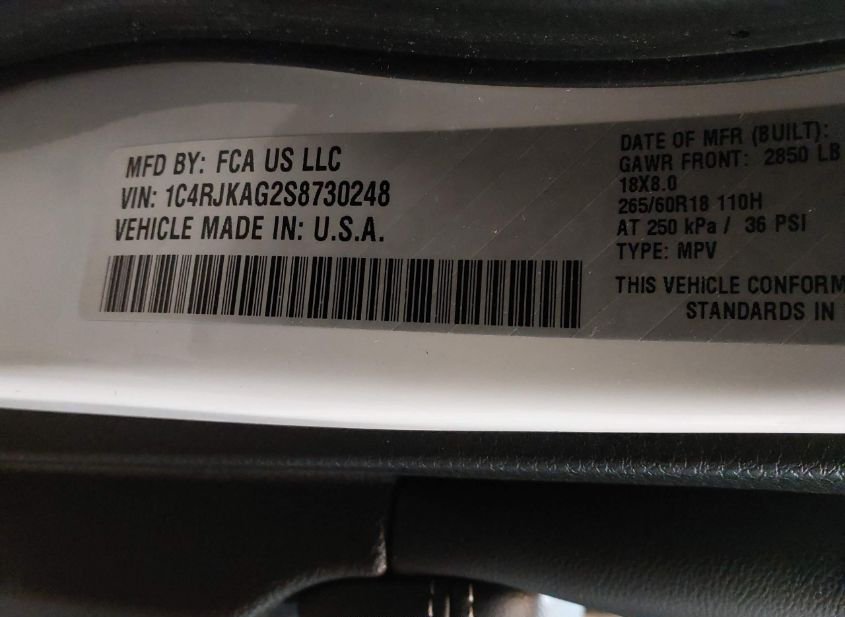 MFD BY: FCA US LLC
VIN: 1C4RJKAG2S8730248
VEHICLE MADE IN: U.S.A.
DATE OF MFR (BUILT):
GAWR FRONT: 2850 LB
18X8.0
265/60R18 110H
AT 250 kPa / 36 PSI
TYPE: MPV
THIS VEHICLE CONFORM
STANDARDS IN